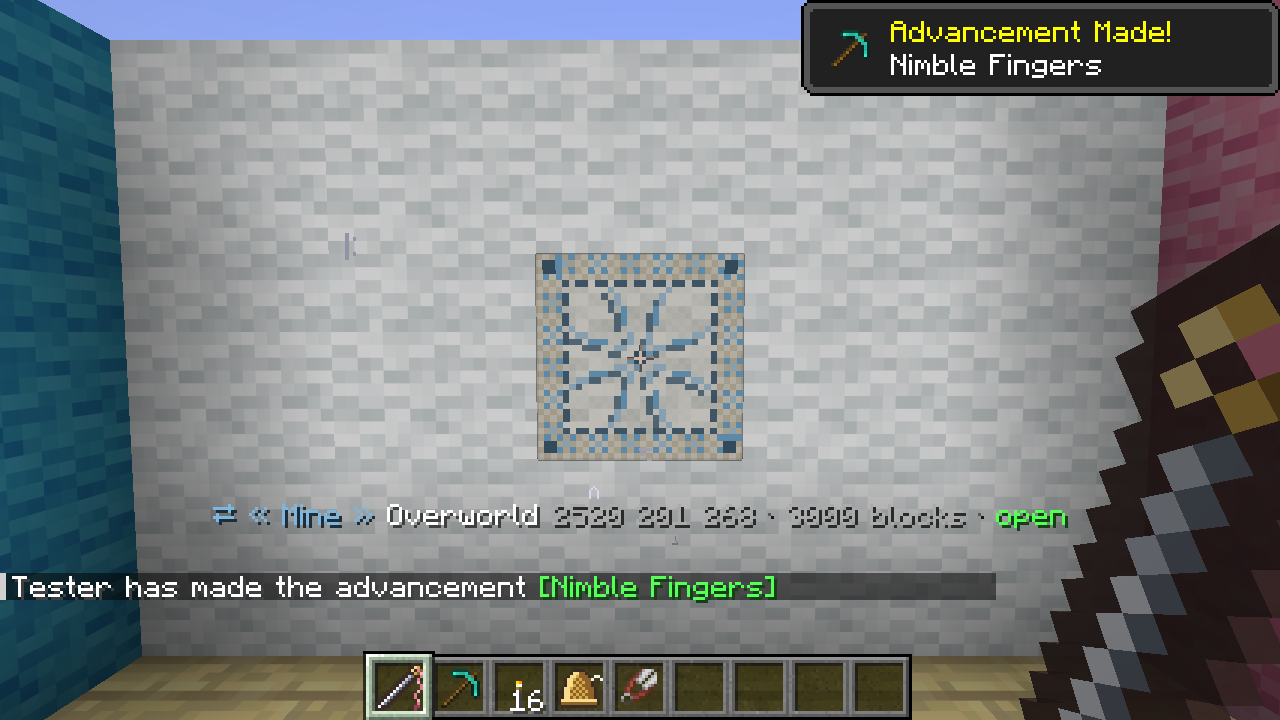 Advancement Made!
Nimble Fingers
⇄ « Mine » Overworld 2529 201 268 · 3000 blocks · open
Tester has made the advancement [Nimble Fingers]
16